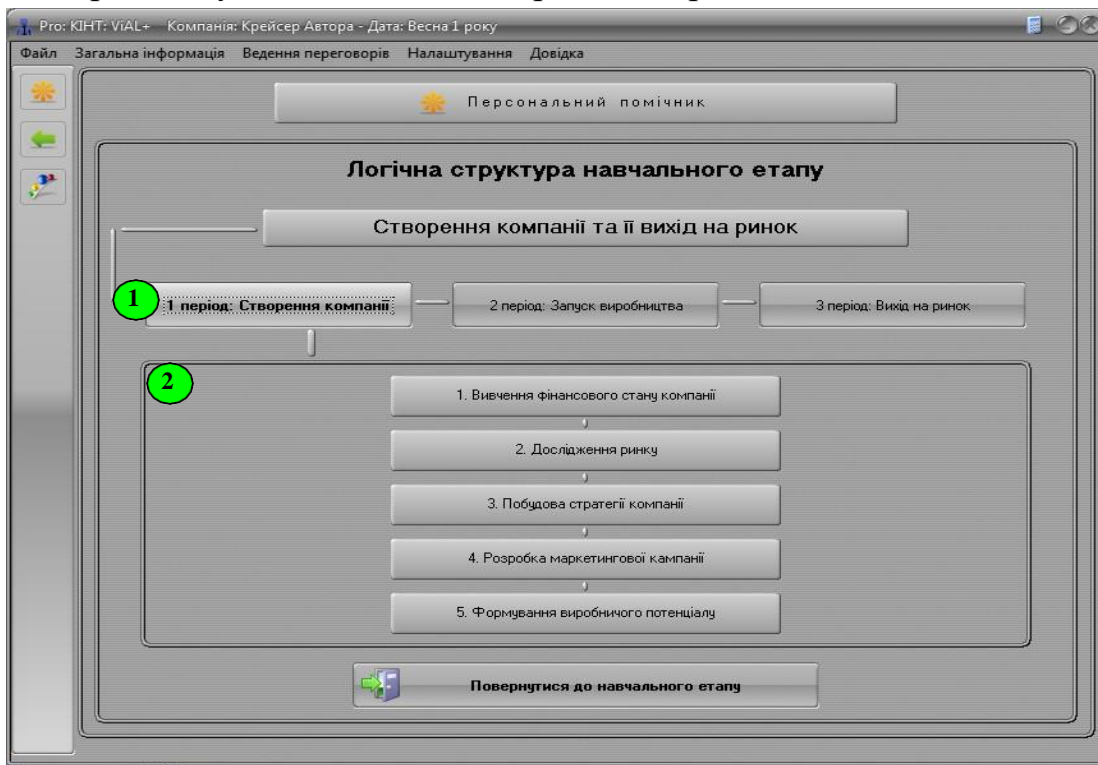 Pro: КІНТ: ViAL+ Компанія: Крейсер Автора - Дата: Весна 1 року
Файл Загальна інформація Ведення переговорів Налаштування Довідка
Персональний помічник
Логічна структура навчального етапу
Створення компанії та її вихід на ринок
1
1 період: Створення компанії
2 період: Запуск виробництва
3 період: Вихід на ринок
2
1. Вивчення фінансового стану компанії
2. Дослідження ринку
3. Побудова стратегії компанії
4. Розробка маркетингової кампанії
5. Формування виробничого потенціалу
Повернутися до навчального етапу